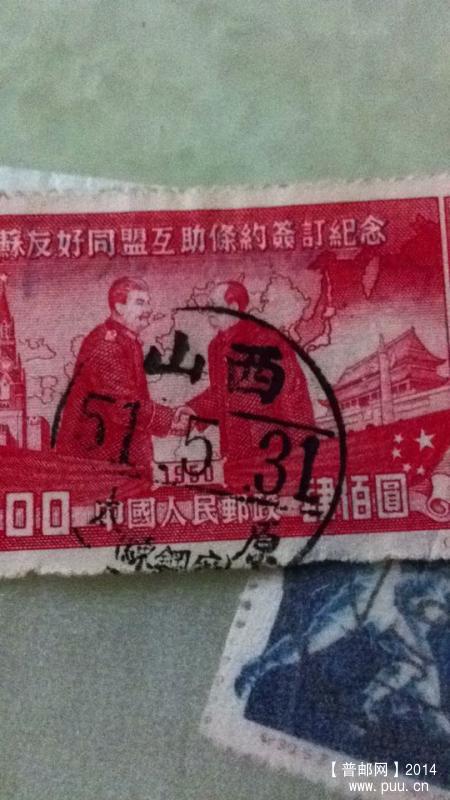 蘇友好同盟互助條約簽訂紀念
山西
51.5.31
1950
00 中國人民郵政 肆佰圓
原
【普邮网】2014
www.puu.cn